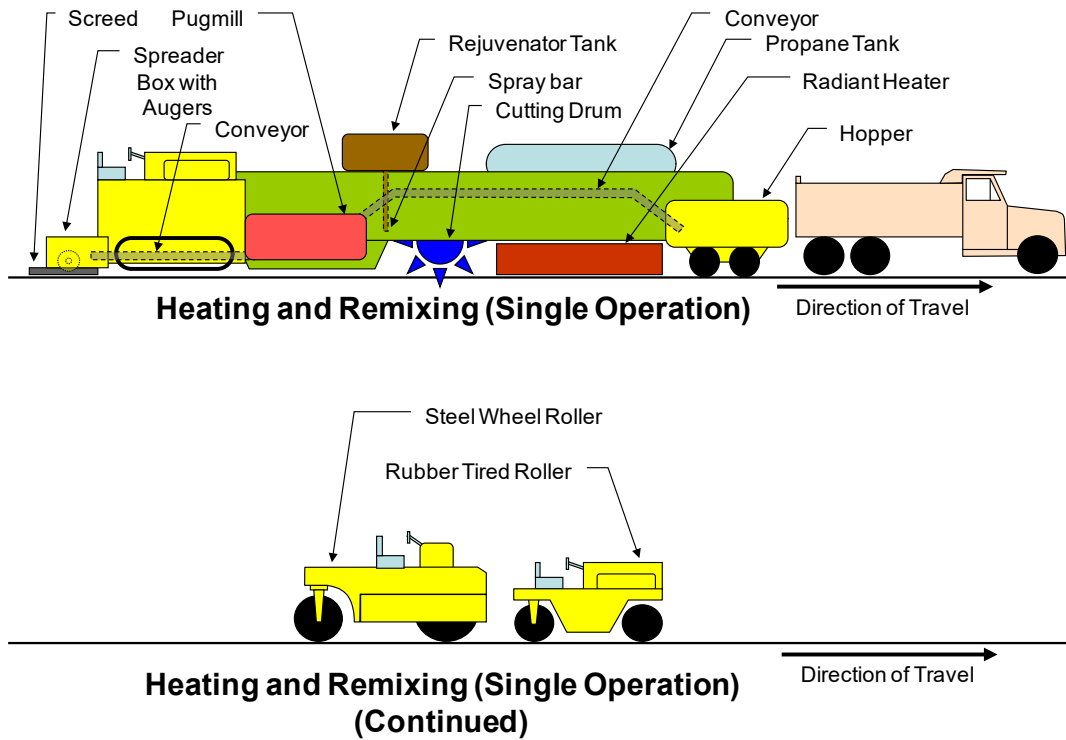 Screed
Pugmill
Conveyor
Rejuvenator Tank
Propane Tank
Spreader
Box with
Augers
Spray bar
Radiant Heater
Cutting Drum
Conveyor
Hopper
Heating and Remixing (Single Operation)
Direction of Travel
Steel Wheel Roller
Rubber Tired Roller
Direction of Travel
Heating and Remixing (Single Operation)
(Continued)